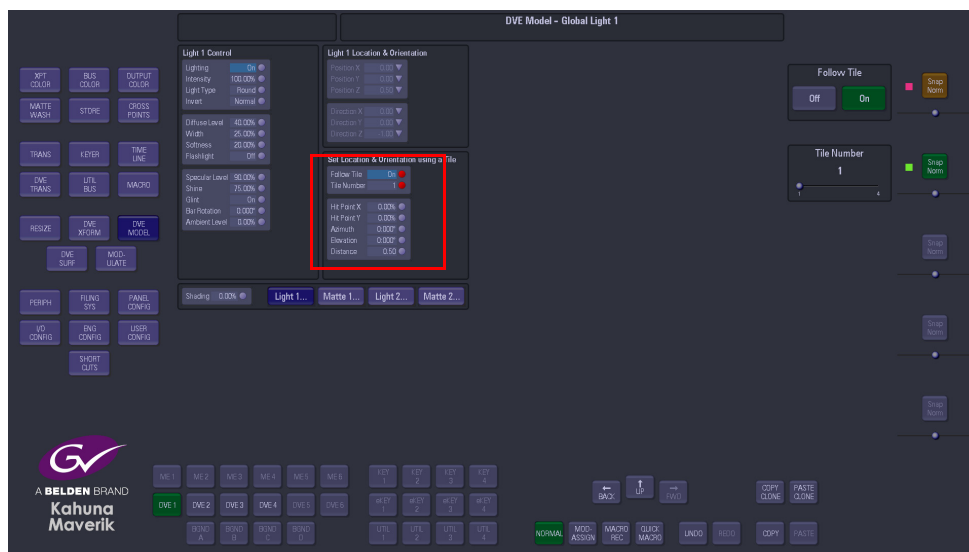 DVE Model - Global Light 1
Light 1 Control
Lighting On
Intensity 100.00%
Light Type Round
Invert Normal
Diffuse Level 40.00%
Width 25.00%
Softness 20.00%
Flashlight Off
Specular Level 90.00%
Shine 75.00%
Glint On
Bar Rotation 0.000°
Ambient Level 0.00%
Light 1 Location & Orientation
Position X 0.00
Position Y 0.00
Position Z 0.50
Direction X 0.00
Direction Y 0.00
Direction Z -1.00
Set Location & Orientation using a Tile
Follow Tile On
Tile Number 1
Hit Point X 0.00%
Hit Point Y 0.00%
Azimuth 0.000°
Elevation 0.000°
Distance 0.50
Shading 0.00% Light 1... Matte 1... Light 2... Matte 2...
Follow Tile
Off On
Snap
Norm
Tile Number
1
1 4
Snap
Norm
Snap
Norm
Snap
Norm
Snap
Norm
XPT
COLOR
BUS
COLOR
OUTPUT
COLOR
MATTE
WASH
STORE
CROSS
POINTS
TRANS
KEYER
TIME
LINE
DVE
TRANS
UTIL
BUS
MACRO
RESIZE
DVE
XFORM
DVE
MODEL
DVE
SURF
MOD-
ULATE
PERIPH
FILING
SYS
PANEL
CONFIG
I/O
CONFIG
ENG
CONFIG
USER
CONFIG
SHORT
CUTS
GV
A BELDEN BRAND
Kahuna
Maverik
ME 1 ME 2 ME 3 ME 4 ME 5 ME 6
DVE 1 DVE 2 DVE 3 DVE 4 DVE 5 DVE 6
BGND
A
BGND
B
BGND
C
BGND
D
KEY
1
KEY
2
KEY
3
KEY
4
UTIL
1
UTIL
2
UTIL
3
UTIL
4
BACK
UP
FWD
COPY
CLONE
PASTE
CLONE
NORMAL
MOD-
ASSIGN
MACRO
REC
QUICK
MACRO
UNDO
REDO
COPY
PASTE